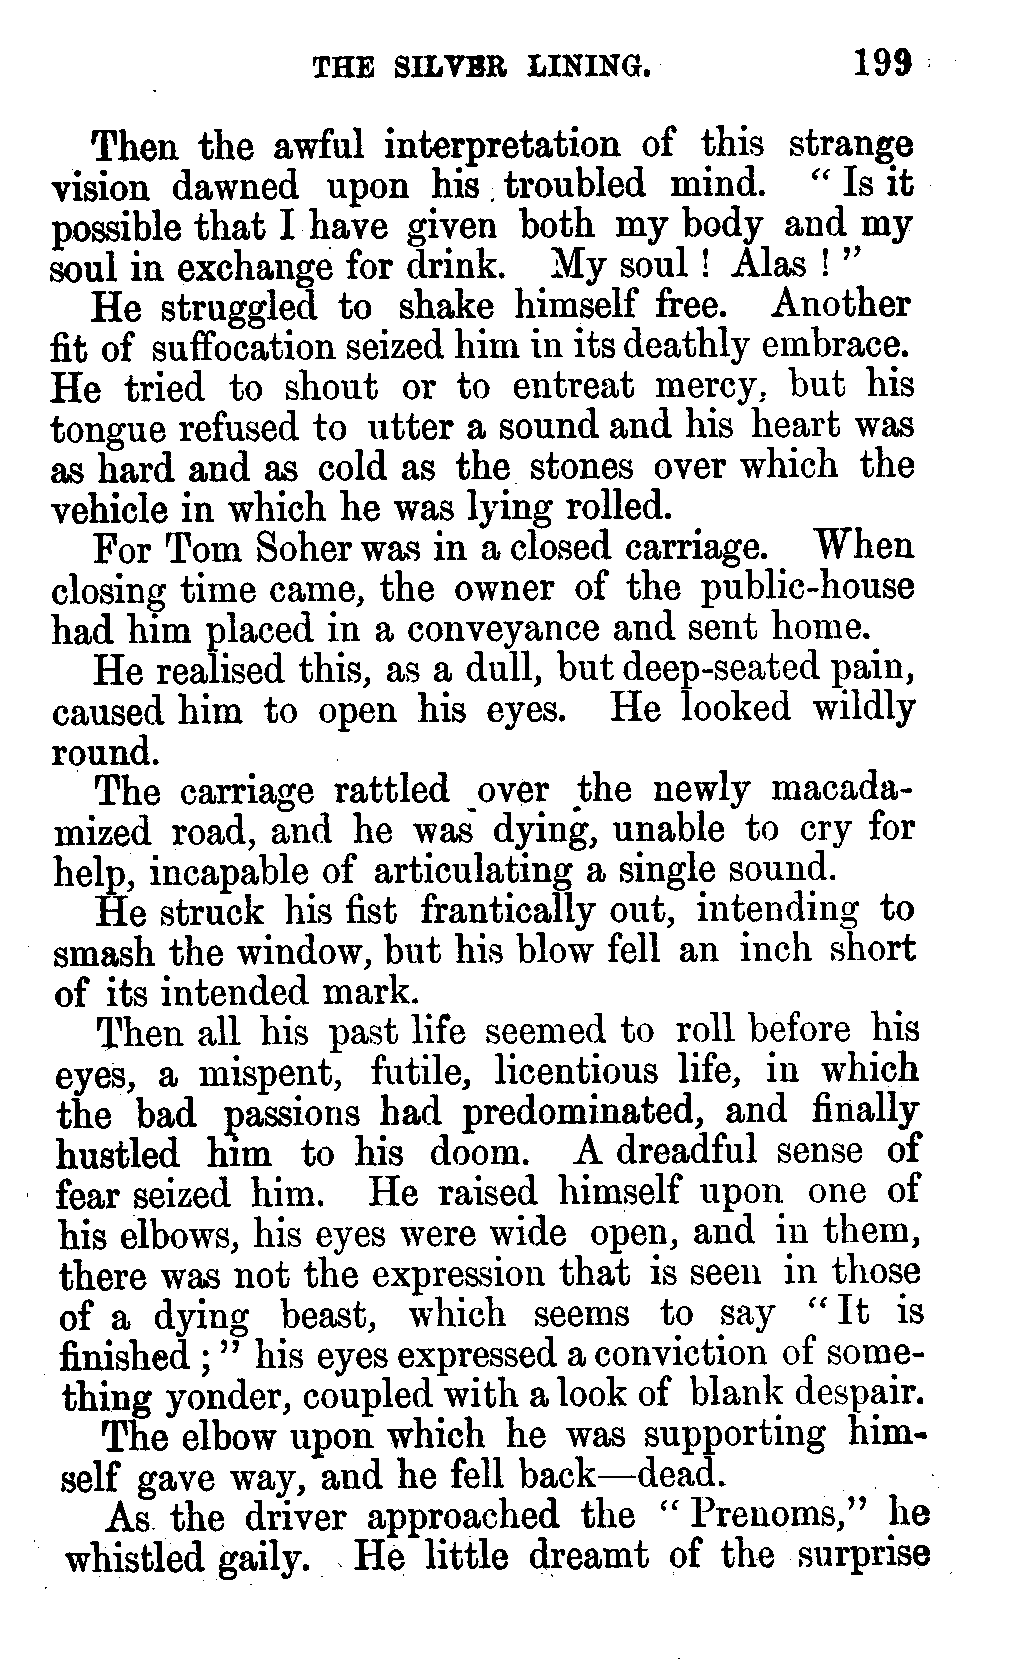 THE SILVER LINING. 199
Then the awful interpretation of this strange
vision dawned upon his troubled mind. “ Is it
possible that I have given both my body and my
soul in exchange for drink. My soul ! Alas ! ”
He struggled to shake himself free. Another
fit of suffocation seized him in its deathly embrace.
He tried to shout or to entreat mercy, but his
tongue refused to utter a sound and his heart was
as hard and as cold as the stones over which the
vehicle in which he was lying rolled.
For Tom Soher was in a closed carriage. When
closing time came, the owner of the public-house
had him placed in a conveyance and sent home.
He realised this, as a dull, but deep-seated pain,
caused him to open his eyes. He looked wildly
round.
The carriage rattled over the newly macada-
mized road, and he was dying, unable to cry for
help, incapable of articulating a single sound.
He struck his fist frantically out, intending to
smash the window, but his blow fell an inch short
of its intended mark.
Then all his past life seemed to roll before his
eyes, a mispent, futile, licentious life, in which
the bad passions had predominated, and finally
hustled him to his doom. A dreadful sense of
fear seized him. He raised himself upon one of
his elbows, his eyes were wide open, and in them,
there was not the expression that is seen in those
of a dying beast, which seems to say “ It is
finished ; ” his eyes expressed a conviction of some-
thing yonder, coupled with a look of blank despair.
The elbow upon which he was supporting him-
self gave way, and he fell back—dead.
As the driver approached the “ Prenoms,” he
whistled gaily. He little dreamt of the surprise